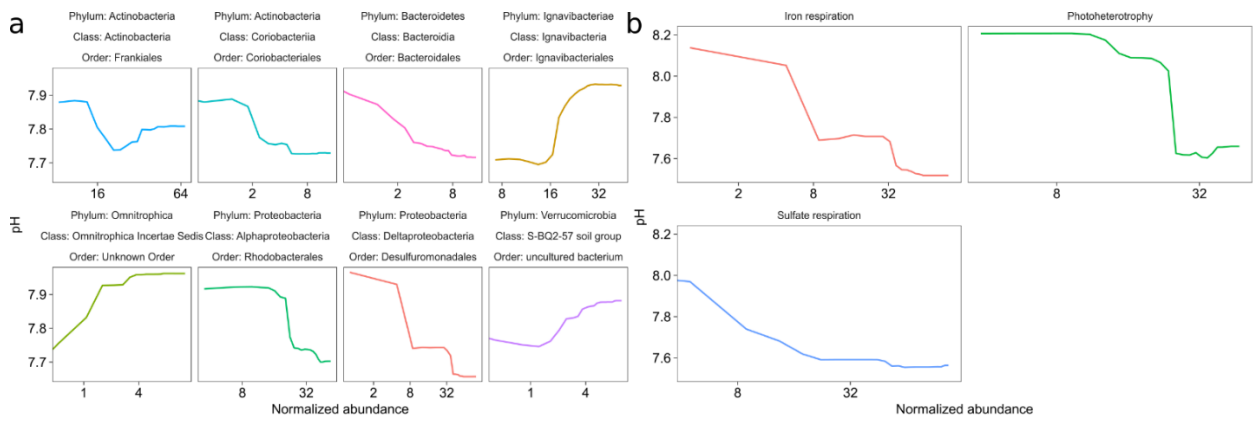 a
Phylum: Actinobacteria
Class: Actinobacteria
Order: Frankiales
Phylum: Actinobacteria
Class: Coriobacteriia
Order: Coriobacteriales
Phylum: Bacteroidetes
Class: Bacteroidia
Order: Bacteroidales
Phylum: Ignavibacteriae
Class: Ignavibacteria
Order: Ignavibacteriales
7.9
7.8
7.7
16 64
2 8
2 8
8 16 32
pH
Phylum: Omnitrophica
Class: Omnitrophica Incertae Sedis
Order: Unknown Order
Phylum: Proteobacteria
Class: Alphaproteobacteria
Order: Rhodobacterales
Phylum: Proteobacteria
Class: Deltaproteobacteria
Order: Desulfuromonadales
Phylum: Verrucomicrobia
Class: S-BQ2-57 soil group
Order: uncultured bacterium
7.9
7.8
7.7
1 4
8 32
2 8 32
1 4
Normalized abundance
b
Iron respiration
Photoheterotrophy
8.2
8.0
7.8
7.6
2 8 32
8 32
pH
Sulfate respiration
8.2
8.0
7.8
7.6
8 32
Normalized abundance